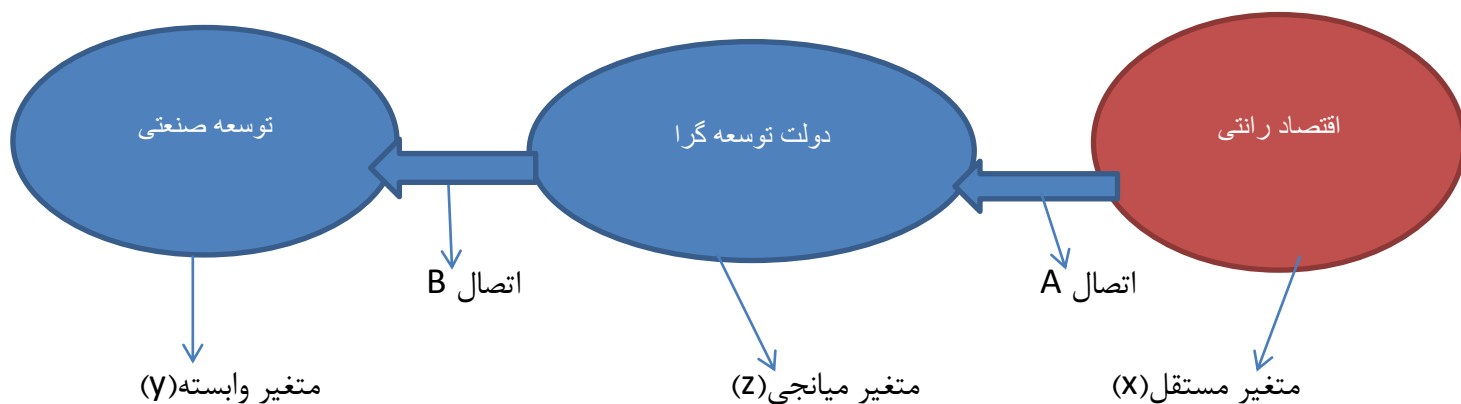 اقتصاد رانتی
دولت توسعه گرا
توسعه صنعتی
اتصال A
اتصال B
متغیر مستقل(x)
متغیر میانجی(z)
متغیر وابسته(y)